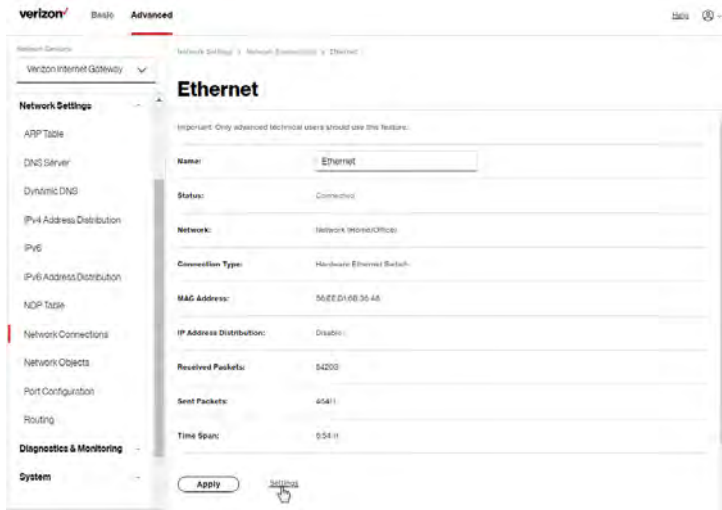 verizon✓ Basic Advanced Help
Network Settings > Network Connections > Ethernet
Verizon Internet Gateway
Ethernet
Network Settings -
Important: Only advanced technical users should use this feature.
ARP Table
Name: Ethernet
DNS Server
Status: Connected
Dynamic DNS
Network: Network (Home/Office)
IPv4 Address Distribution
IPv6
Connection Type: Hardware Ethernet Switch
IPv6 Address Distribution
MAC Address:
NDP Table
IP Address Distribution: Disable
Network Connections
Network Objects
Received Packets: 54203
Port Configuration
Sent Packets:
Routing
Time Span:
Diagnostics & Monitoring -
System -
Apply Settings